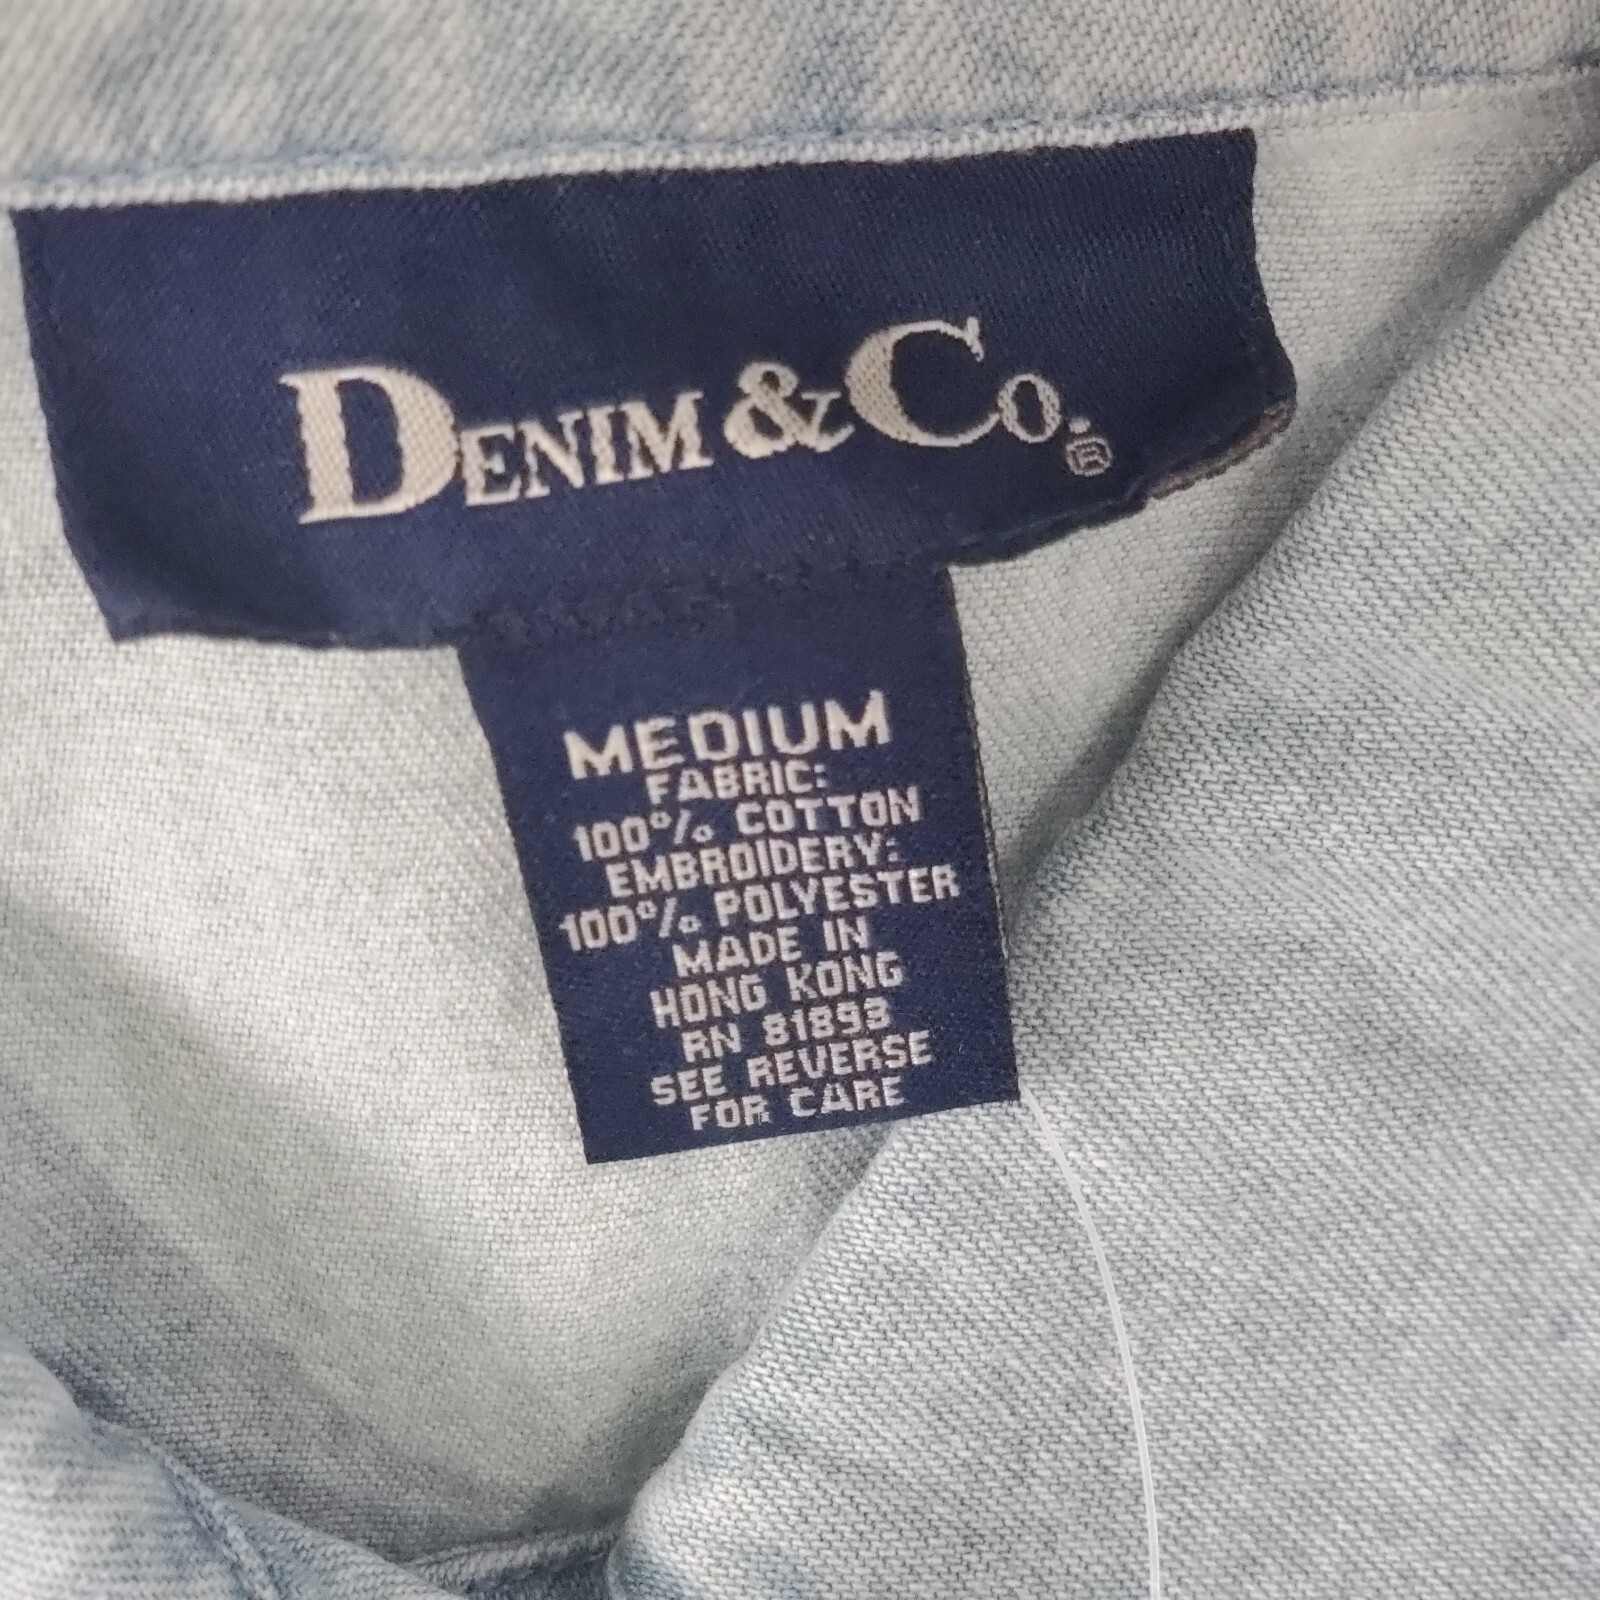 DENIM & CO.®
MEDIUM
FABRIC:
100% COTTON
EMBROIDERY:
100% POLYESTER
MADE IN
HONG KONG
RN 81893
SEE REVERSE
FOR CARE